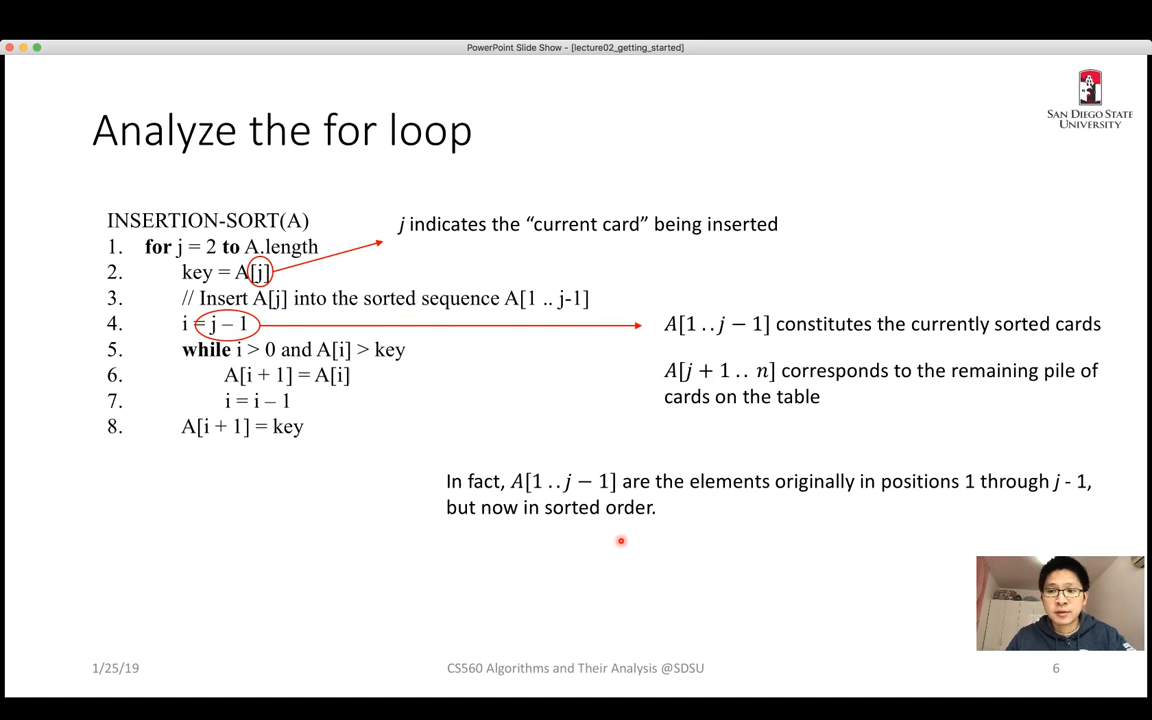 PowerPoint Slide Show - [lecture02_getting_started]
SAN DIEGO STATE
UNIVERSITY
Analyze the for loop
INSERTION-SORT(A)
1. for j = 2 to A.length
2. key = A[j]
3. // Insert A[j] into the sorted sequence A[1 .. j-1]
4. i = j – 1
5. while i > 0 and A[i] > key
6. A[i + 1] = A[i]
7. i = i – 1
8. A[i + 1] = key
j indicates the “current card” being inserted
A[1 . . j − 1] constitutes the currently sorted cards
A[j + 1 . . n] corresponds to the remaining pile of
cards on the table
In fact, A[1 . . j − 1] are the elements originally in positions 1 through j - 1,
but now in sorted order.
1/25/19
CS560 Algorithms and Their Analysis @SDSU
6